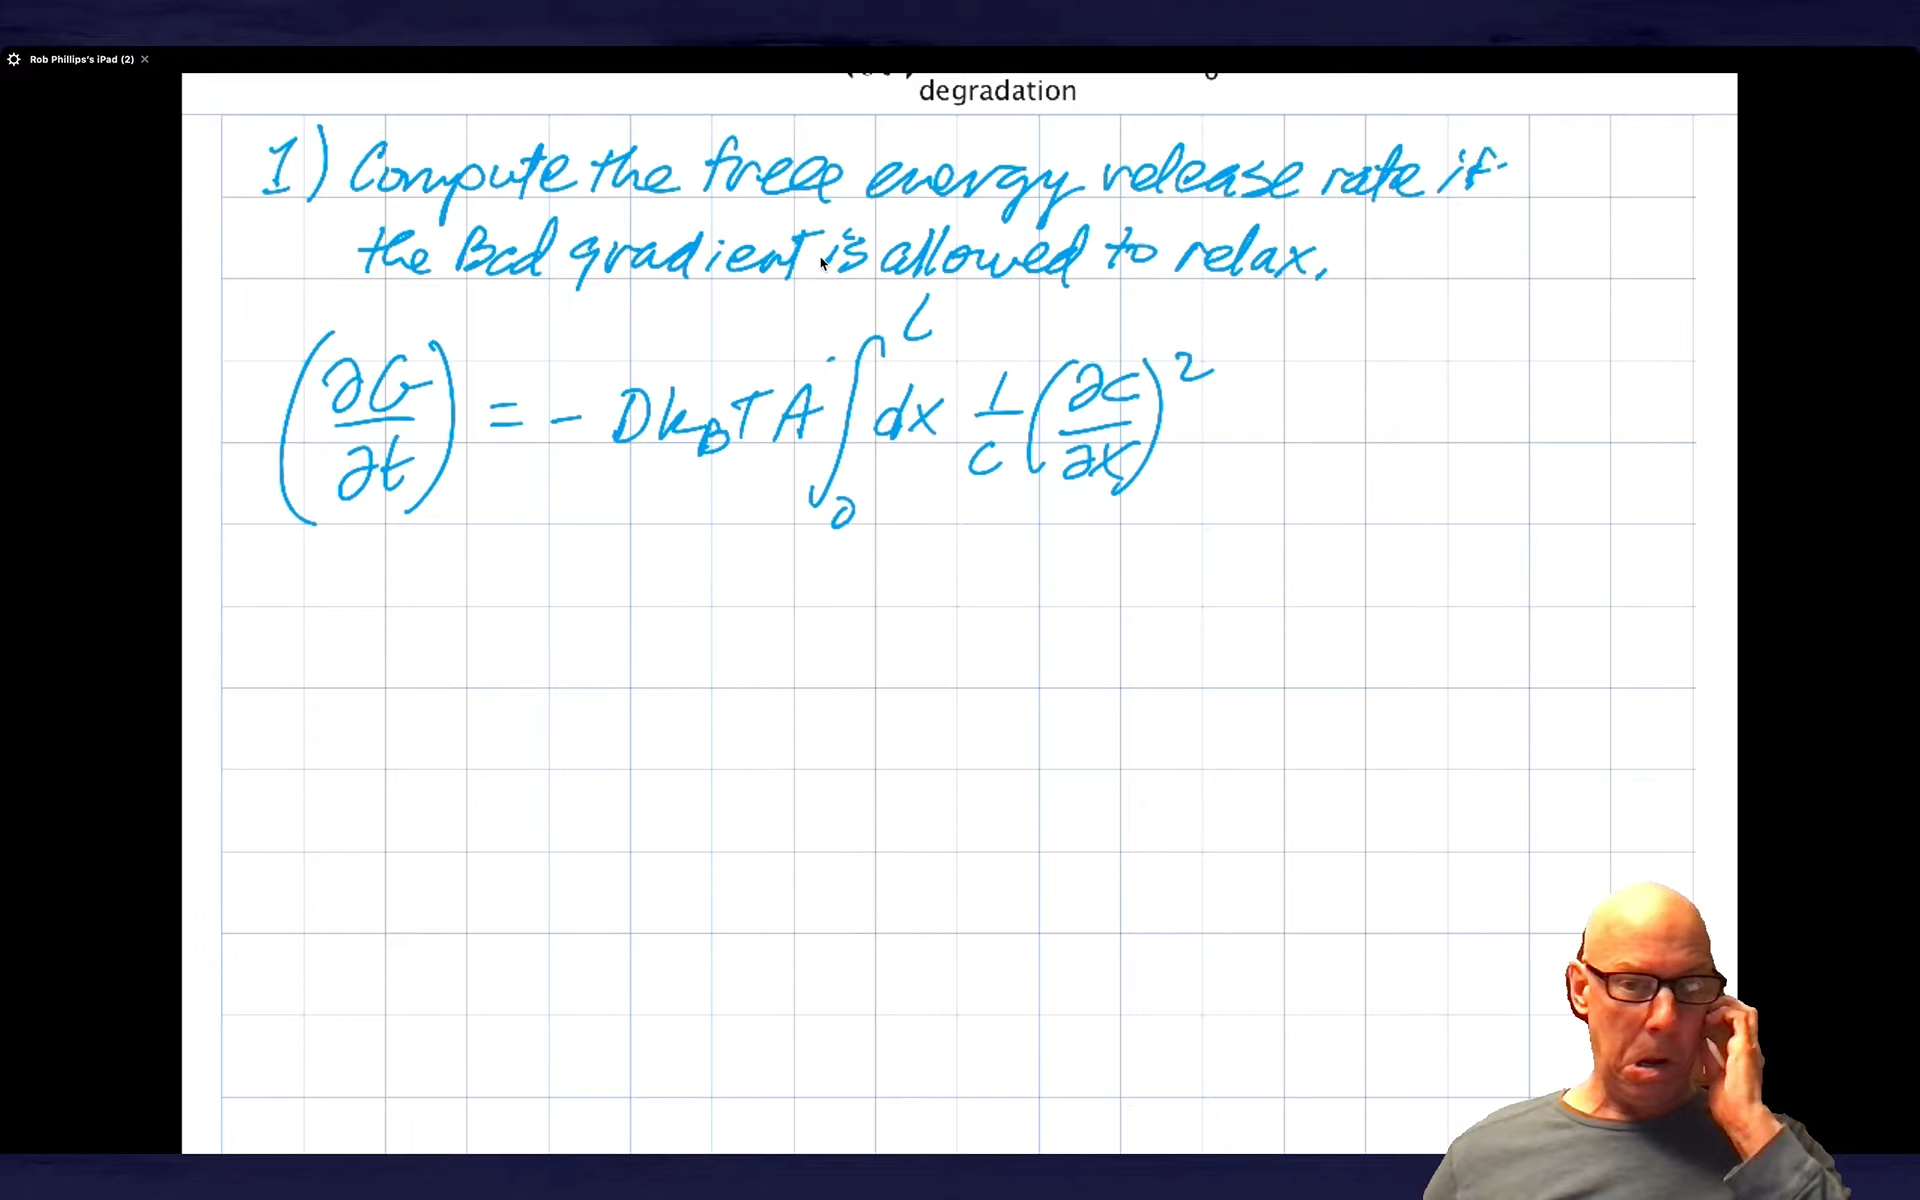 Rob Phillips's iPad (2) ×
degradation
1) Compute the freee energy release rate if
the Bcd gradient is allowed to relax.
(∂G/∂t) = - Dk_BTA ∫_0^L dx 1/c (∂c/∂x)^2